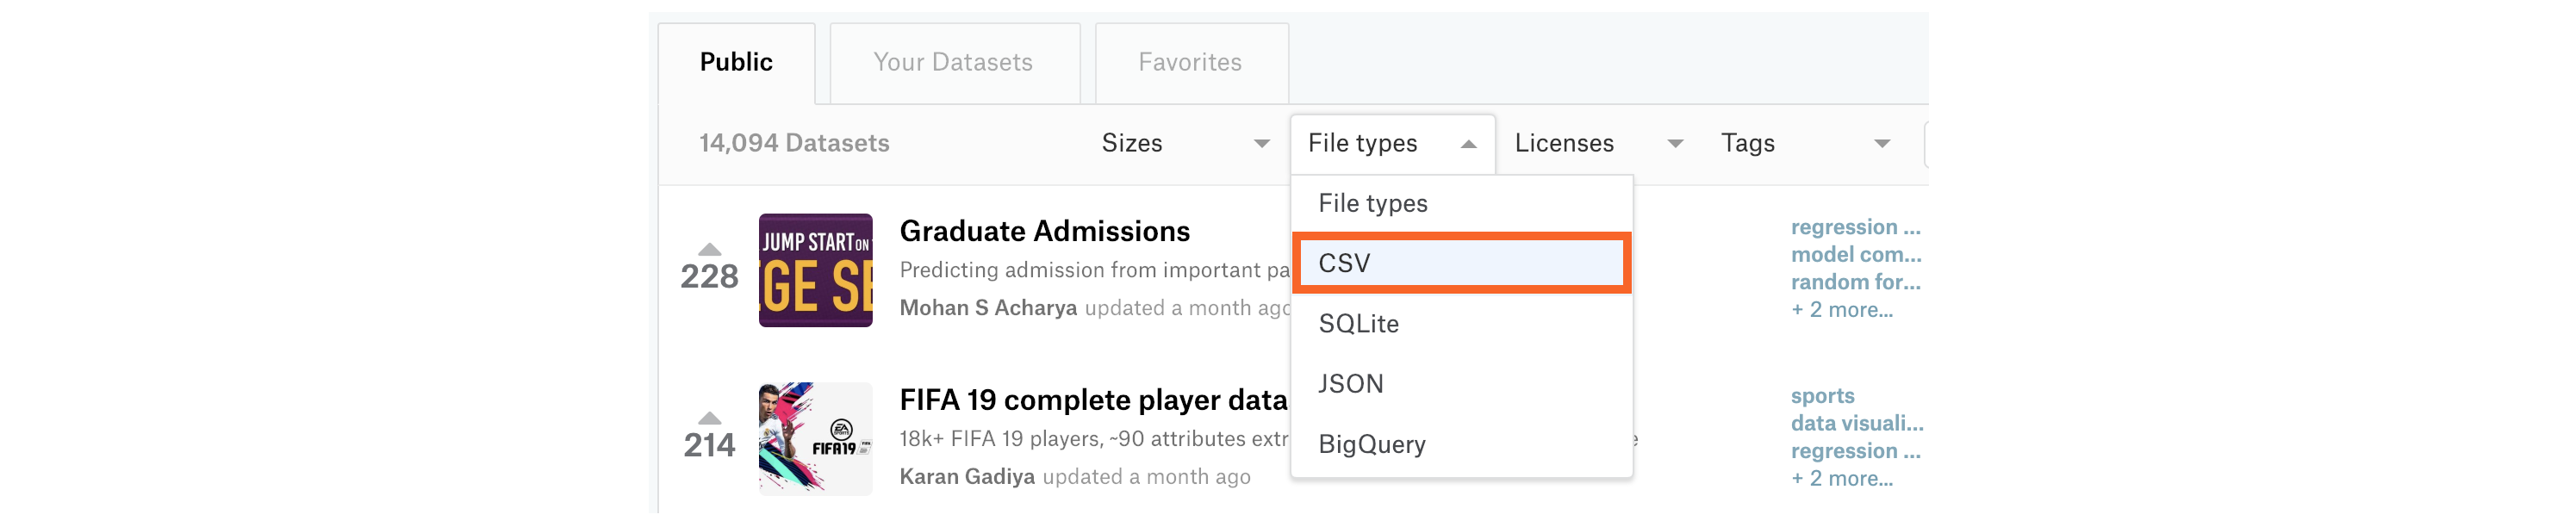 Public
Your Datasets
Favorites
14,094 Datasets
Sizes
File types
Licenses
Tags
File types
CSV
SQLite
JSON
BigQuery
228
JUMP START ON
GE SE
Graduate Admissions
Predicting admission from important pa
Mohan S Acharya updated a month ago
regression ...
model com...
random for...
+ 2 more...
214
EA
SPORTS
FIFA19
FIFA 19 complete player data
18k+ FIFA 19 players, ~90 attributes extr
Karan Gadiya updated a month ago
sports
data visuali...
regression ...
+ 2 more...